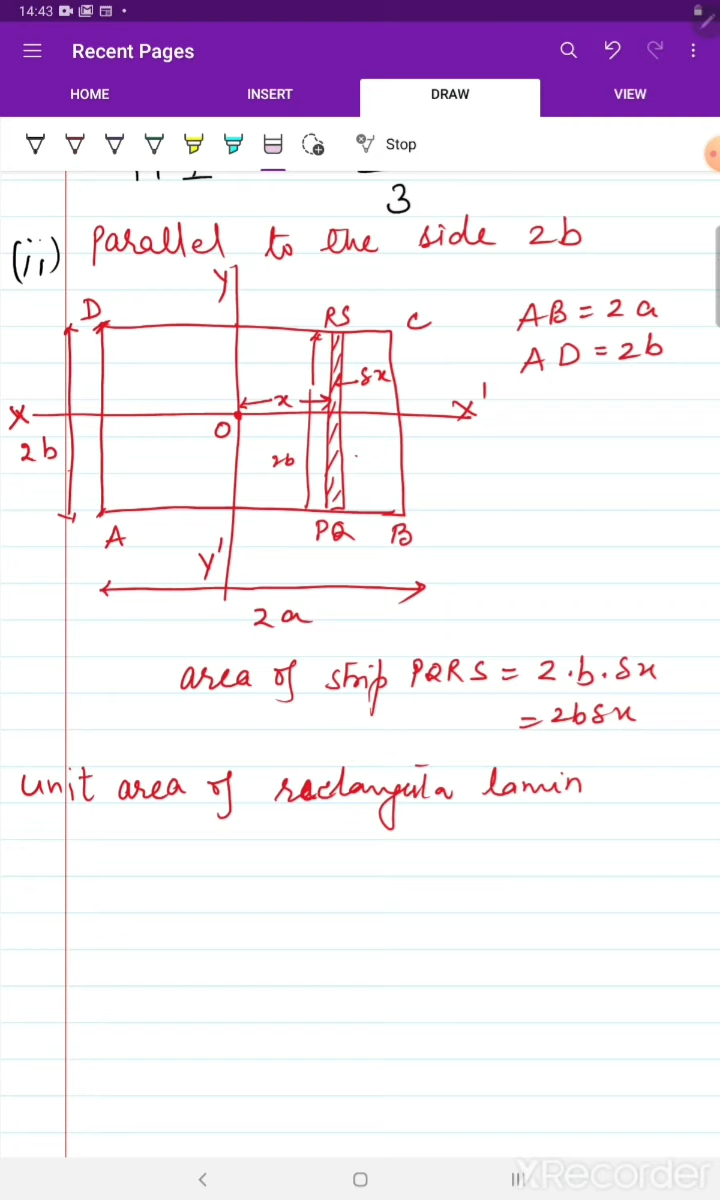 14:43
Recent Pages
HOME INSERT DRAW VIEW
Stop
3
(ii) Parallel to the side 2b
Y
D RS C
AB = 2a
AD = 2b
δx
x
X X'
O
2b
2b
A PQ B
Y'
2a
area of strip PQRS = 2.b.δx
= 2bδx
unit area of rectangula lamin
XRecorder